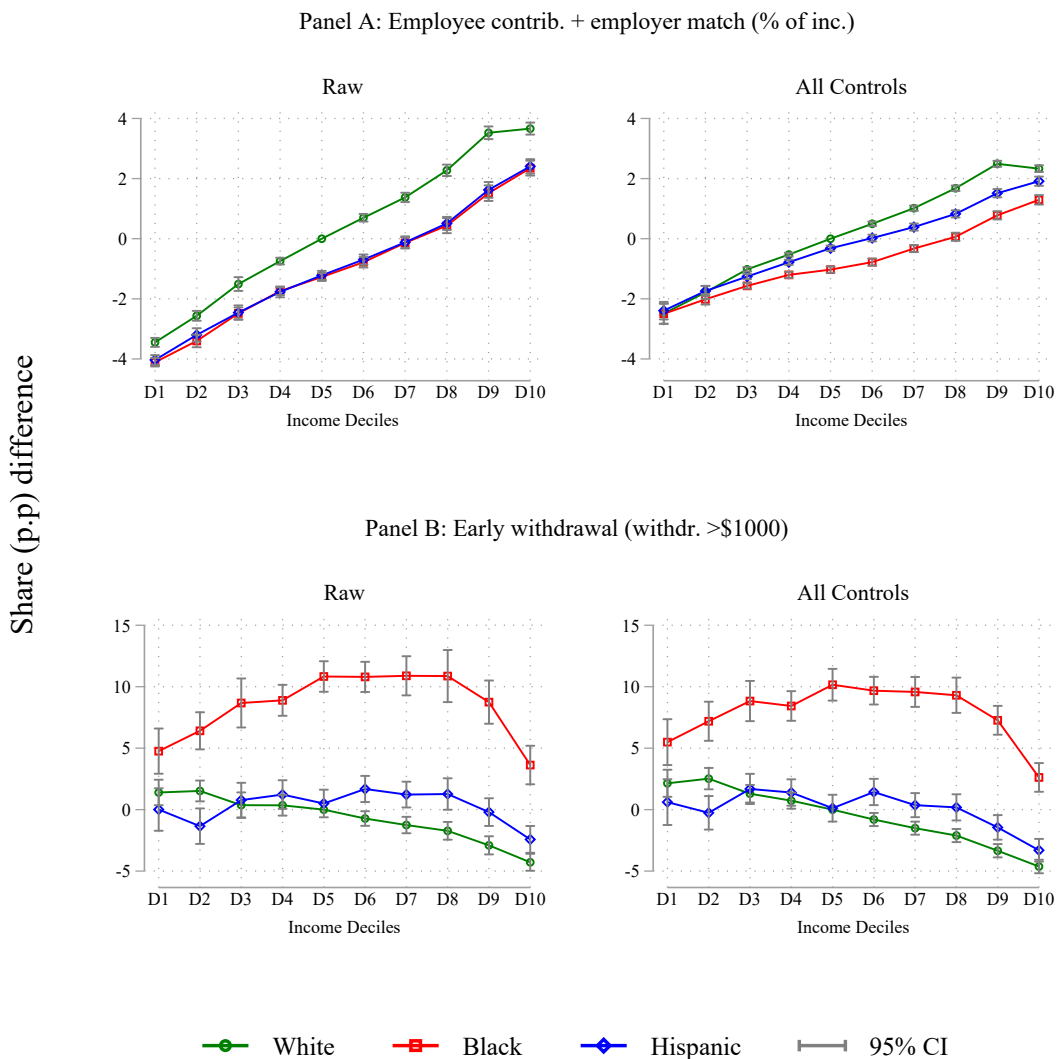 Panel A: Employee contrib. + employer match (% of inc.)
Raw
4
2
0
-2
-4
D1 D2 D3 D4 D5 D6 D7 D8 D9 D10
Income Deciles
All Controls
4
2
0
-2
-4
D1 D2 D3 D4 D5 D6 D7 D8 D9 D10
Income Deciles
Share (p.p) difference
Panel B: Early withdrawal (withdr. >$1000)
Raw
15
10
5
0
-5
D1 D2 D3 D4 D5 D6 D7 D8 D9 D10
Income Deciles
All Controls
15
10
5
0
-5
D1 D2 D3 D4 D5 D6 D7 D8 D9 D10
Income Deciles
White Black Hispanic 95% CI